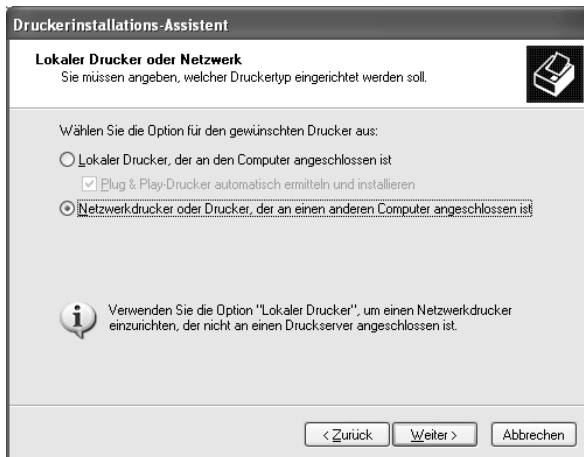 Druckerinstallations-Assistent
Lokaler Drucker oder Netzwerk
Sie müssen angeben, welcher Druckertyp eingerichtet werden soll.
Wählen Sie die Option für den gewünschten Drucker aus:
Lokaler Drucker, der an den Computer angeschlossen ist
Plug & Play-Drucker automatisch ermitteln und installieren
Netzwerkdrucker oder Drucker, der an einen anderen Computer angeschlossen ist
Verwenden Sie die Option "Lokaler Drucker", um einen Netzwerkdrucker
einzurichten, der nicht an einen Druckserver angeschlossen ist.
< Zurück Weiter > Abbrechen